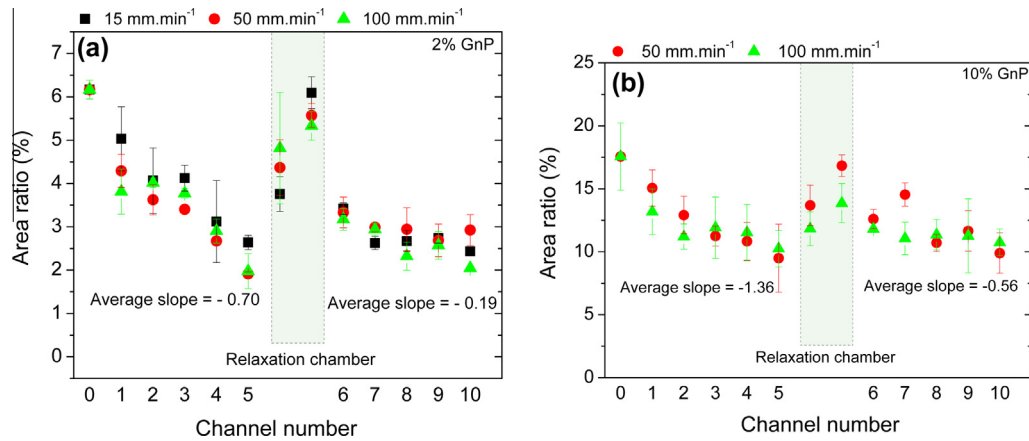 15 mm.min⁻¹ 50 mm.min⁻¹ 100 mm.min⁻¹
(a) 2% GnP
7
6
5
4
3
2
1
0
Area ratio (%)
Average slope = - 0.70
Average slope = - 0.19
Relaxation chamber
0 1 2 3 4 5 6 7 8 9 10
Channel number
50 mm.min⁻¹ 100 mm.min⁻¹
(b) 10% GnP
25
20
15
10
5
0
Area ratio (%)
Average slope = -1.36
Average slope = -0.56
Relaxation chamber
0 1 2 3 4 5 6 7 8 9 10
Channel number